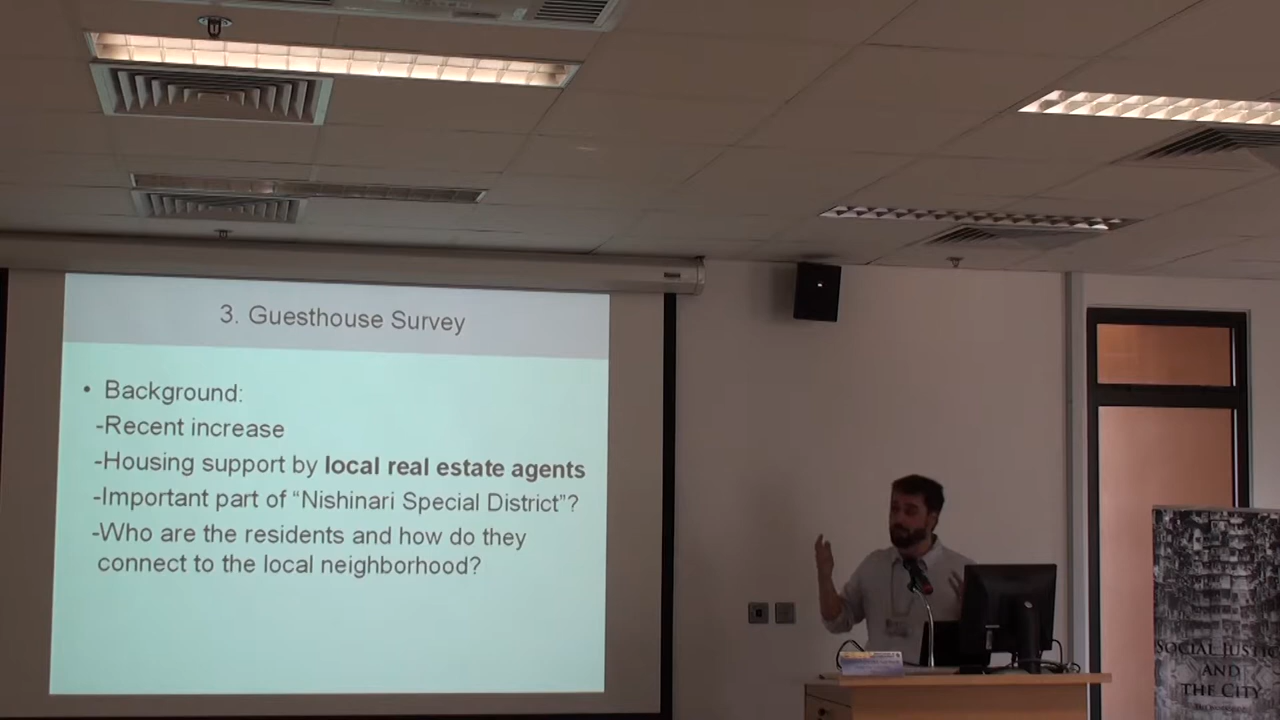 3. Guesthouse Survey
• Background:
-Recent increase
-Housing support by local real estate agents
-Important part of “Nishinari Special District”?
-Who are the residents and how do they
connect to the local neighborhood?
SOCIAL JUSTIC
AND
THE CITY